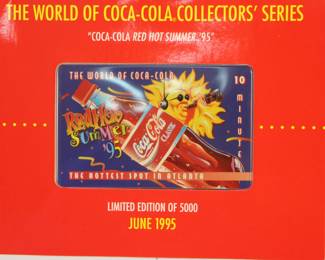 THE WORLD OF COCA-COLA COLLECTORS' SERIES
"COCA-COLA RED HOT SUMMER '95"
THE WORLD OF COCA-COLA
10 MINUTE
Red Hot
Summer
'95
Coca-Cola
CLASSIC
THE HOTTEST SPOT IN ATLANTA
LIMITED EDITION OF 5000
JUNE 1995